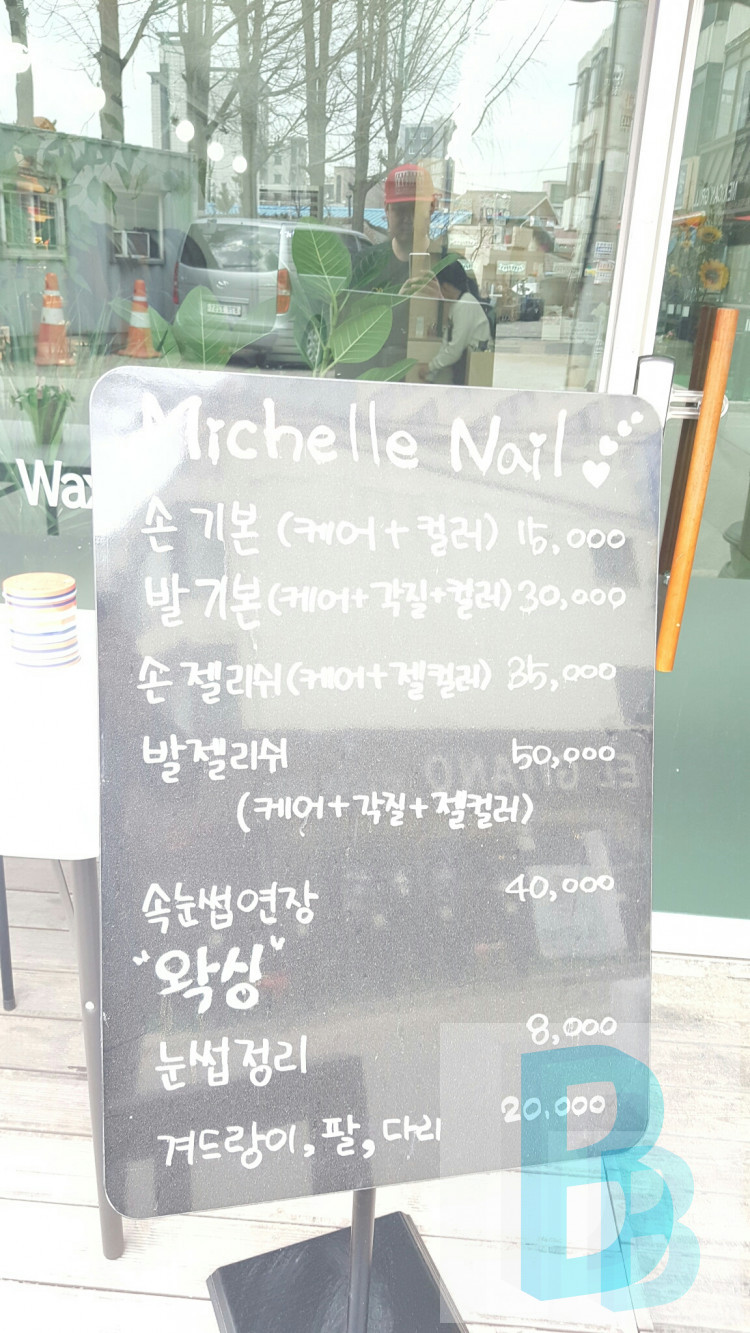 Michelle Nail
Wax
손 기본 (케어+컬러) 15,000
발 기본 (케어+각질+컬러) 30,000
손 젤리쉬 (케어+젤컬러) 35,000
발젤리쉬 50,000
(케어+각질+젤컬러)
속눈썹연장 40,000
"왁싱"
눈썹정리 8,000
겨드랑이, 팔, 다리 20,000
B
B